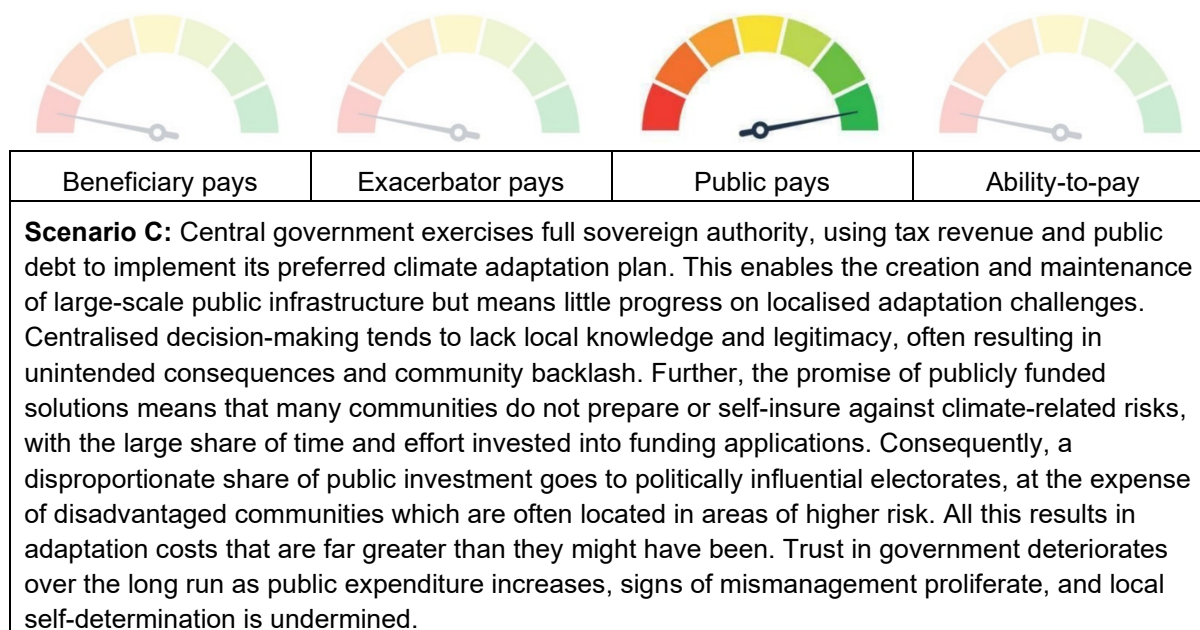 Beneficiary pays
Exacerbator pays
Public pays
Ability-to-pay
Scenario C: Central government exercises full sovereign authority, using tax revenue and public
debt to implement its preferred climate adaptation plan. This enables the creation and maintenance
of large-scale public infrastructure but means little progress on localised adaptation challenges.
Centralised decision-making tends to lack local knowledge and legitimacy, often resulting in
unintended consequences and community backlash. Further, the promise of publicly funded
solutions means that many communities do not prepare or self-insure against climate-related risks,
with the large share of time and effort invested into funding applications. Consequently, a
disproportionate share of public investment goes to politically influential electorates, at the expense
of disadvantaged communities which are often located in areas of higher risk. All this results in
adaptation costs that are far greater than they might have been. Trust in government deteriorates
over the long run as public expenditure increases, signs of mismanagement proliferate, and local
self-determination is undermined.